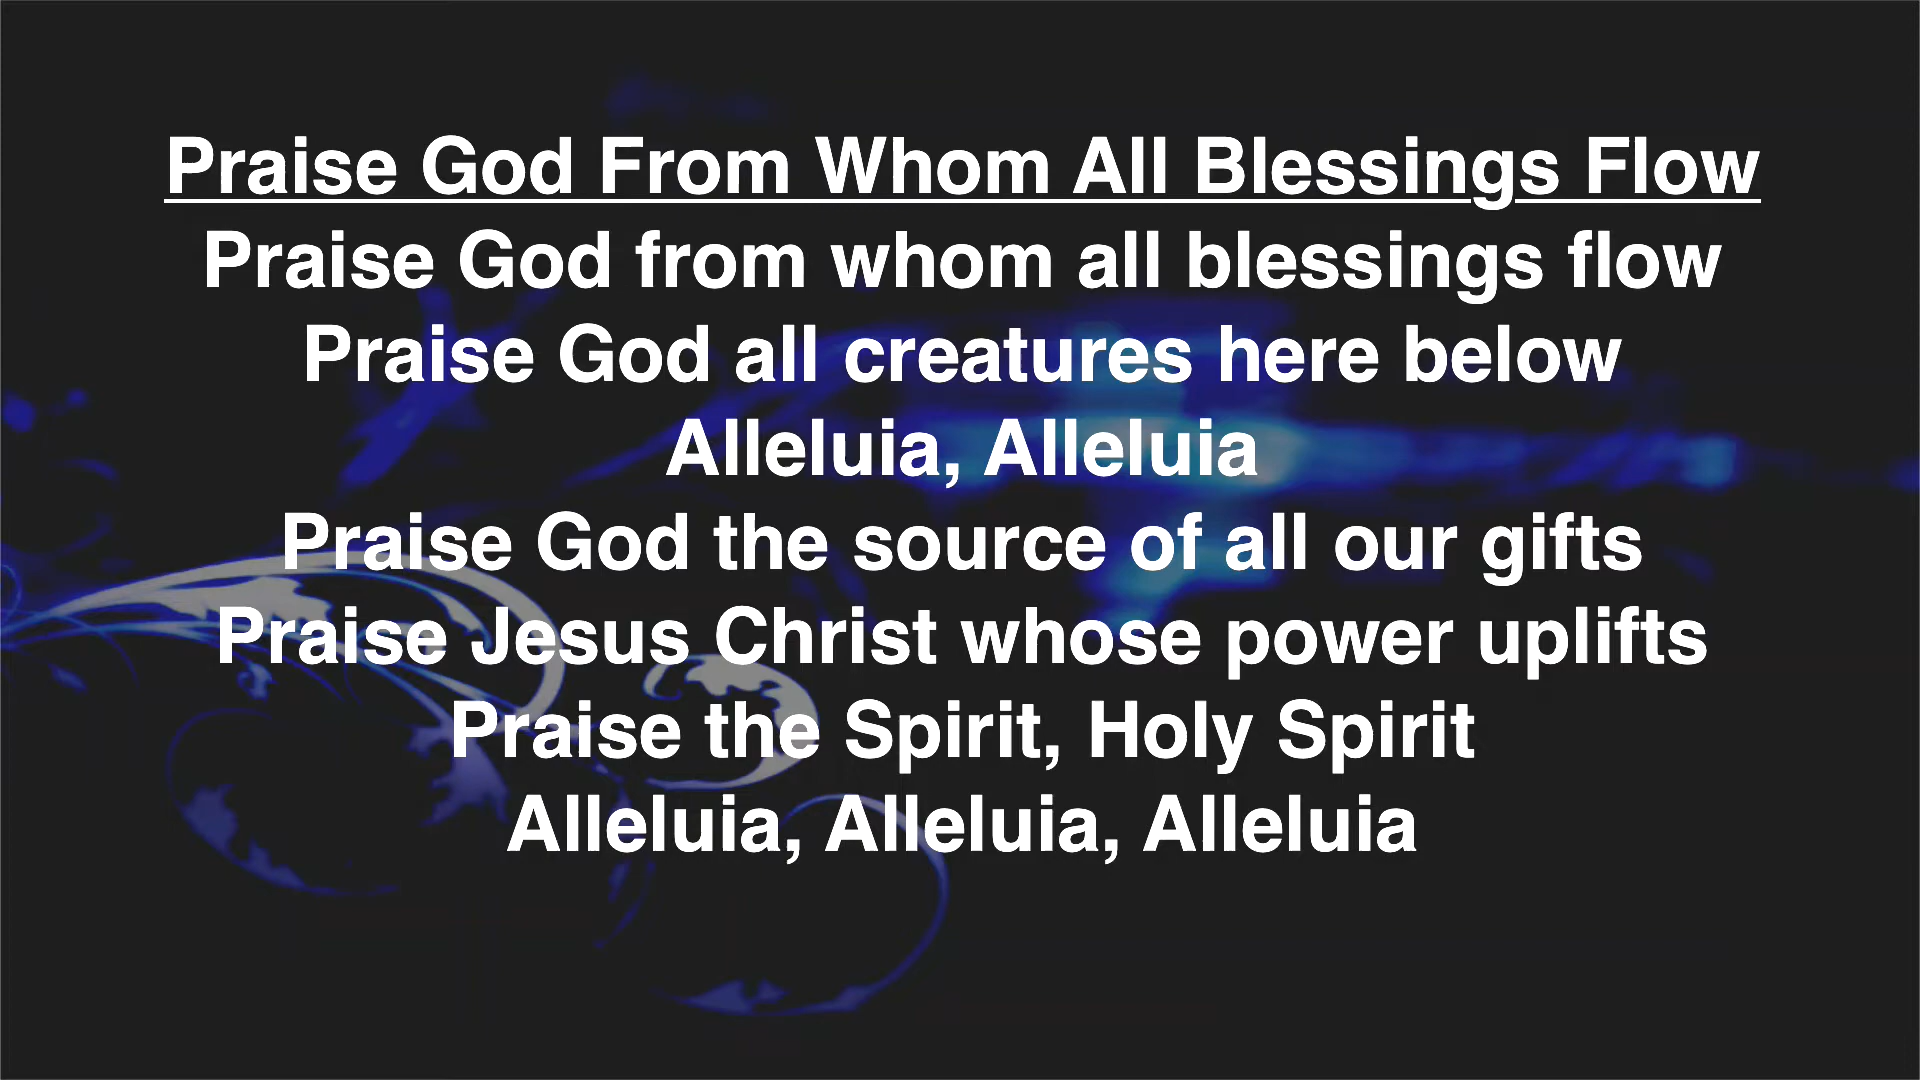 Praise God From Whom All Blessings Flow
Praise God from whom all blessings flow
Praise God all creatures here below
Alleluia, Alleluia
Praise God the source of all our gifts
Praise Jesus Christ whose power uplifts
Praise the Spirit, Holy Spirit
Alleluia, Alleluia, Alleluia